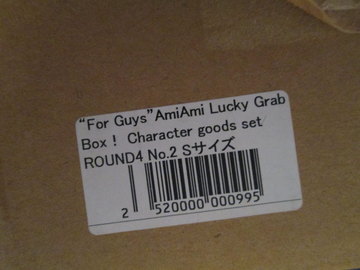 “For Guys”AmiAmi Lucky Grab
Box！ Character goods set
ROUND4 No.2 Sサイズ
2 520000 000995